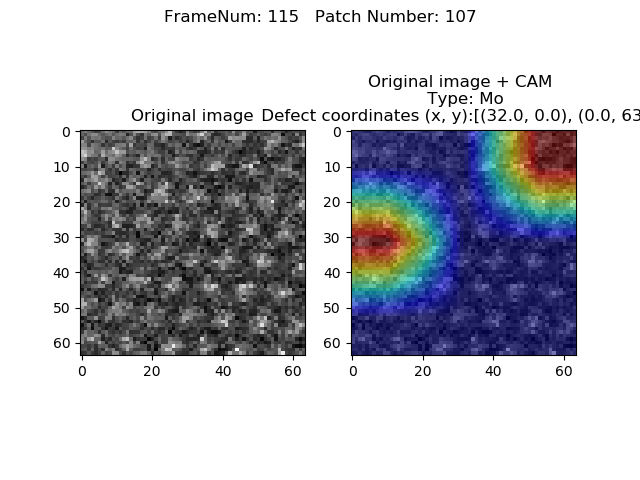 FrameNum: 115   Patch Number: 107
Original image + CAM
Type: Mo
Original image
Defect coordinates (x, y):[(32.0, 0.0), (0.0, 63
0
10
20
30
40
50
60
0 20 40 60
0
10
20
30
40
50
60
0 20 40 60